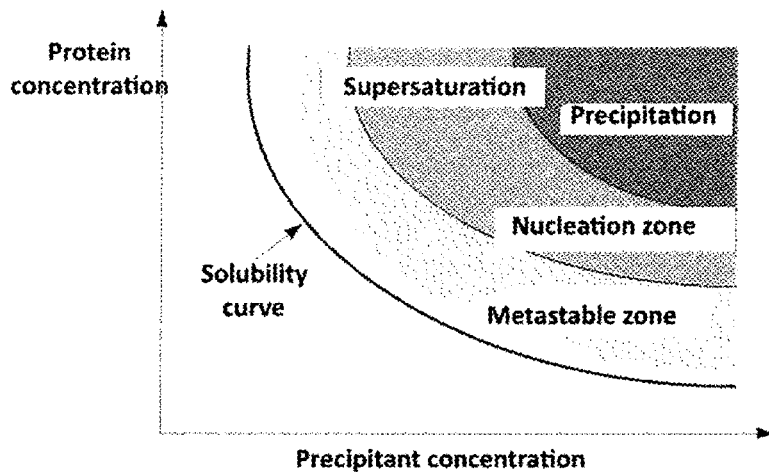 Protein
concentration
Supersaturation
Precipitation
Nucleation zone
Solubility
curve
Metastable zone
Precipitant concentration